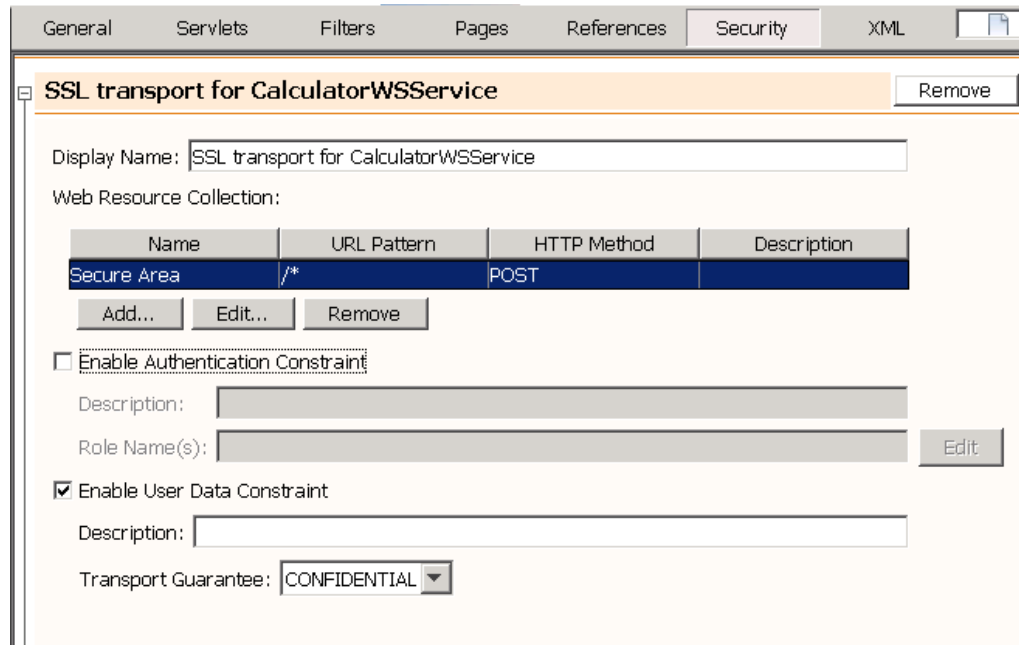 General Servlets Filters Pages References Security XML
SSL transport for CalculatorWSService Remove
Display Name: SSL transport for CalculatorWSService
Web Resource Collection:
Name URL Pattern HTTP Method Description
Secure Area /* POST
Add... Edit... Remove
Enable Authentication Constraint
Description:
Role Name(s): Edit
Enable User Data Constraint
Description:
Transport Guarantee: CONFIDENTIAL